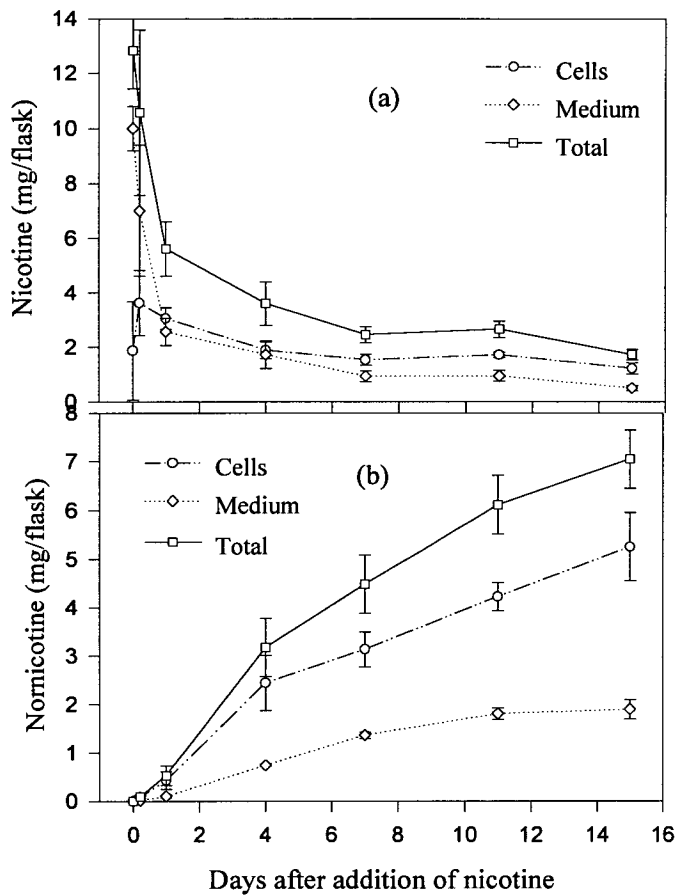 14
12
10
8
6
4
2
0
Nicotine (mg/flask)
(a)
Cells
Medium
Total
8
7
6
5
4
3
2
1
0
Nornicotine (mg/flask)
Cells
Medium
Total
(b)
0 2 4 6 8 10 12 14 16
Days after addition of nicotine